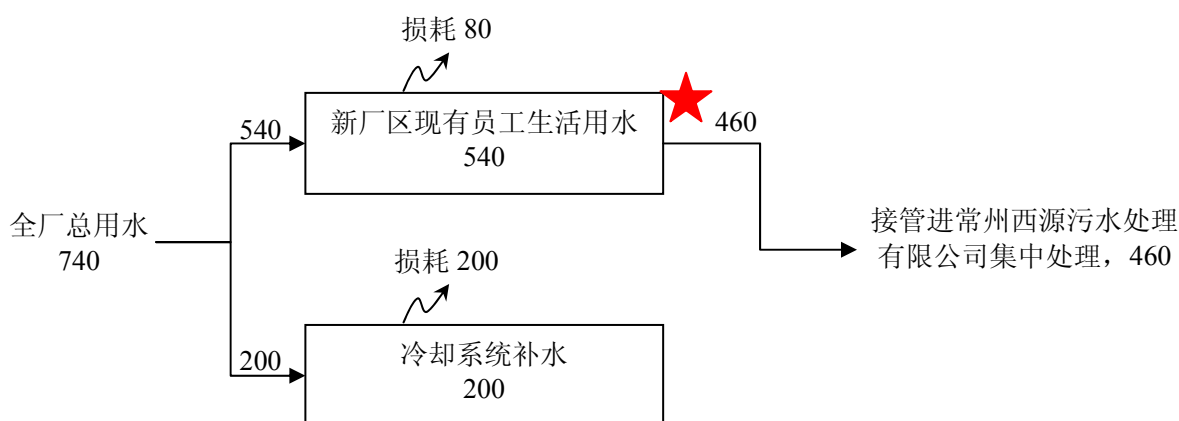 损耗 80
新厂区现有员工生活用水
540
540
460
全厂总用水
740
接管进常州西源污水处理
有限公司集中处理，460
损耗 200
200
冷却系统补水
200